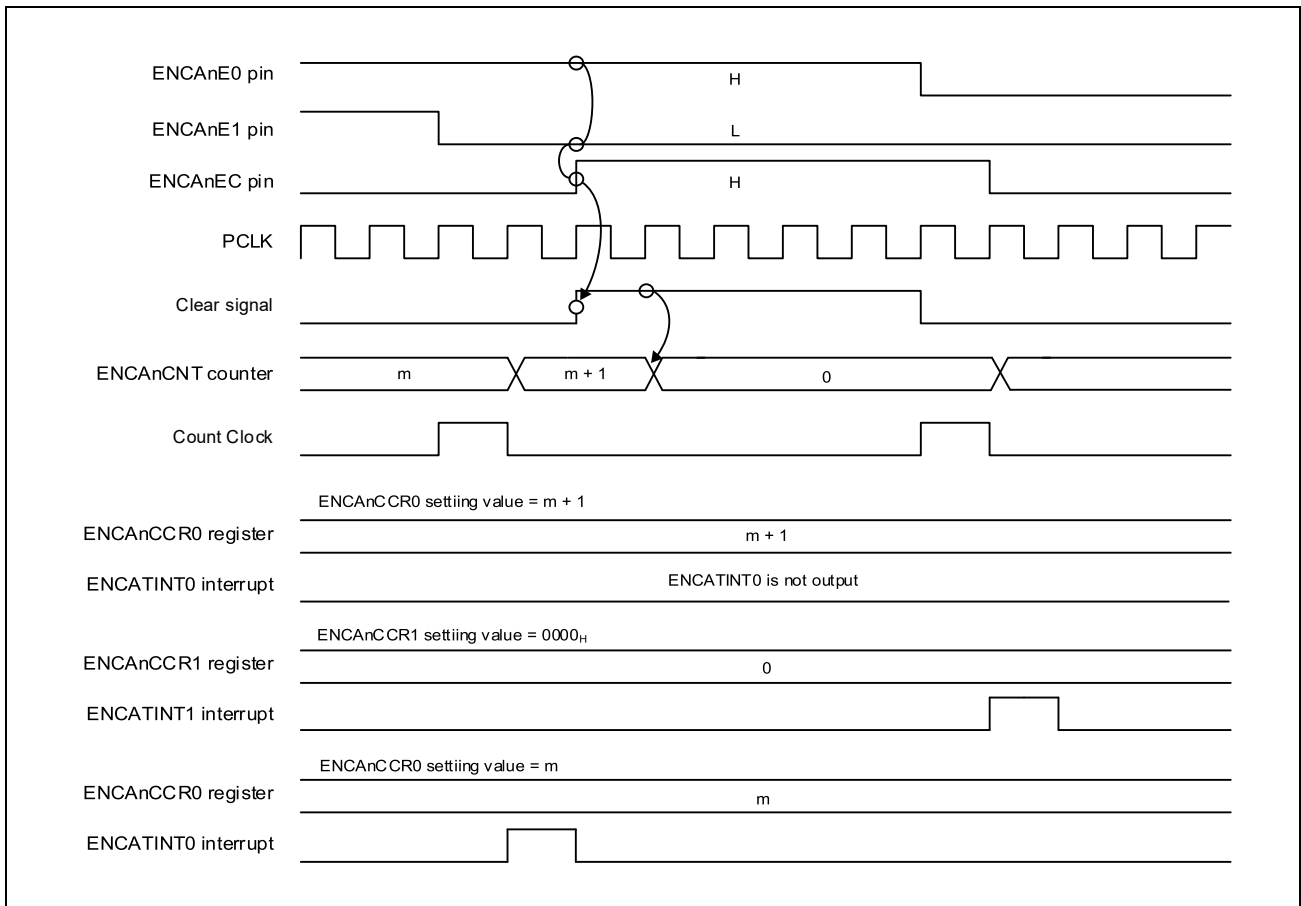 ENCAnE0 pin
H
ENCAnE1 pin
L
ENCAnEC pin
H
PCLK
Clear signal
ENCAnCNT counter
m
m + 1
0
Count Clock
ENCAnCCR0 settiing value = m + 1
ENCAnCCR0 register
m + 1
ENCATINT0 interrupt
ENCATINT0 is not output
ENCAnCCR1 settiing value = 0000H
ENCAnCCR1 register
0
ENCATINT1 interrupt
ENCAnCCR0 settiing value = m
ENCAnCCR0 register
m
ENCATINT0 interrupt